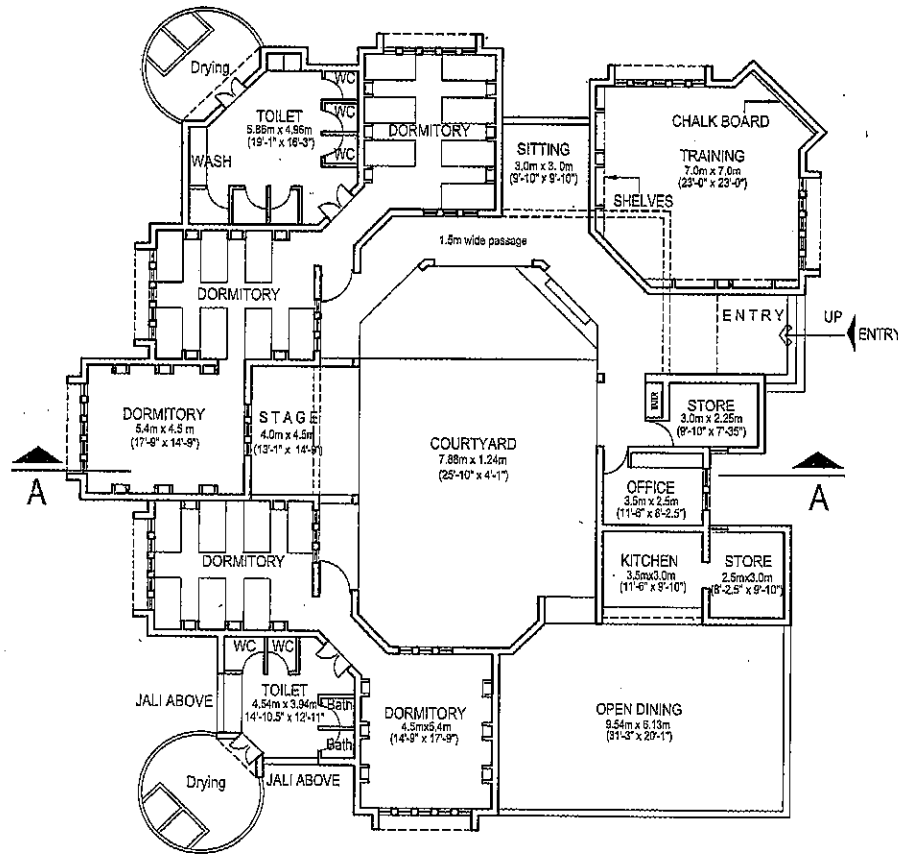 Drying
TOILET
5.86m x 4.96m
(19'-1" x 16'-3")
WASH
WC
WC
WC
DORMITORY
SITTING
3.0m x 3.0m
(9'-10" x 9'-10")
CHALK BOARD
TRAINING
7.0m x 7.0m
(23'-0" x 23'-0")
SHELVES
1.5m wide passage
DORMITORY
ENTRY
UP
ENTRY
DORMITORY
5.4m x 4.5 m
(17'-9" x 14'-9")
STAGE
4.0m x 4.5m
(13'-1" x 14'-9")
COURTYARD
7.88m x 1.24m
(25'-10" x 4'-1")
STORE
3.0m x 2.25m
(9'-10" x 7'-35")
A
A
OFFICE
3.5m x 2.5m
(11'-6" x 8'-2.5")
DORMITORY
KITCHEN
3.5mx3.0m
(11'-6" x 9'-10")
STORE
2.5mx3.0m
(8'-2.5" x 9'-10")
WC
WC
JALI ABOVE
TOILET
4.54m x 3.94m
14'-10.5" x 12'-11"
Bath
Bath
DORMITORY
4.5mx5.4m
(14'-9" x 17'-9")
OPEN DINING
9.54m x 6.13m
(31'-3" x 20'-1")
Drying
JALI ABOVE